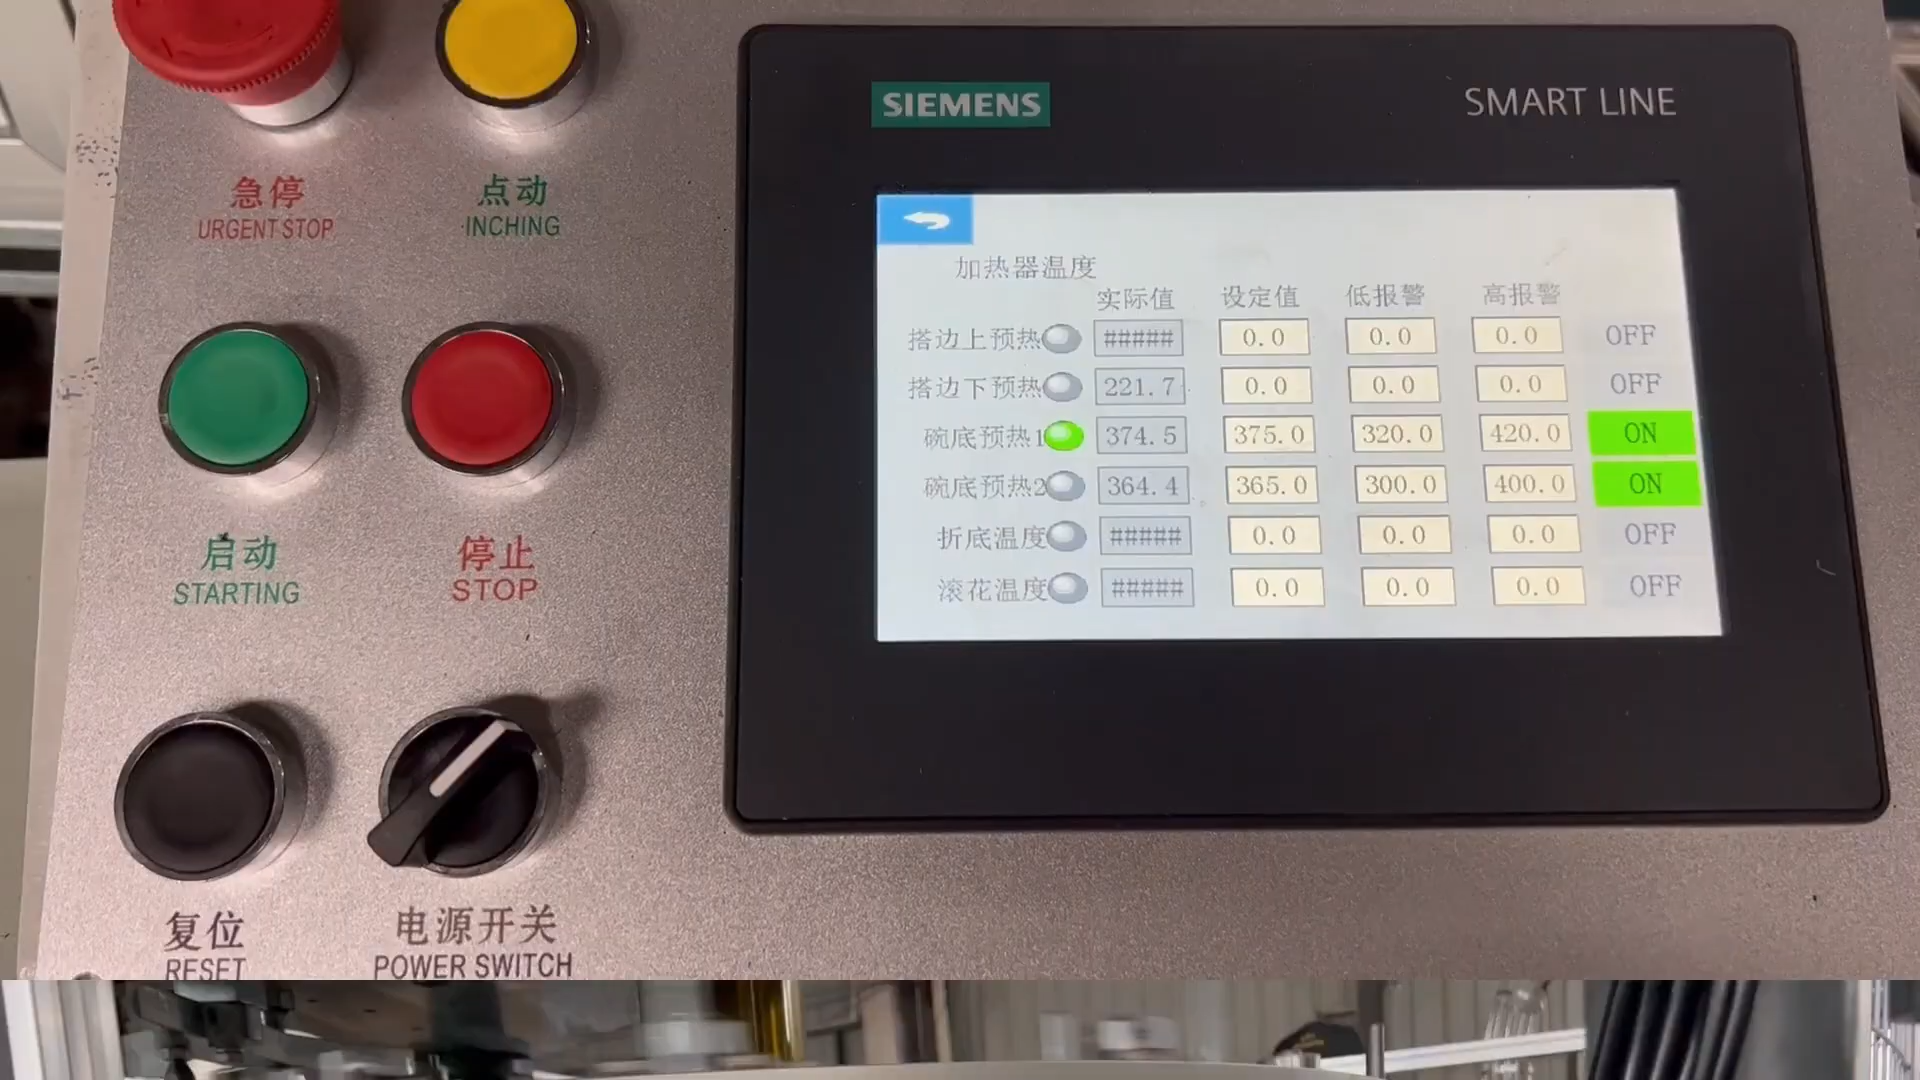 急停
URGENT STOP
点动
INCHING
启动
STARTING
停止
STOP
复位
RESET
电源开关
POWER SWITCH
SIEMENS
SMART LINE
加热器温度
实际值 设定值 低报警 高报警
搭边上预热 ##### 0.0 0.0 0.0 OFF
搭边下预热 221.7 0.0 0.0 0.0 OFF
碗底预热1 374.5 375.0 320.0 420.0 ON
碗底预热2 364.4 365.0 300.0 400.0 ON
折底温度 ##### 0.0 0.0 0.0 OFF
滚花温度 ##### 0.0 0.0 0.0 OFF